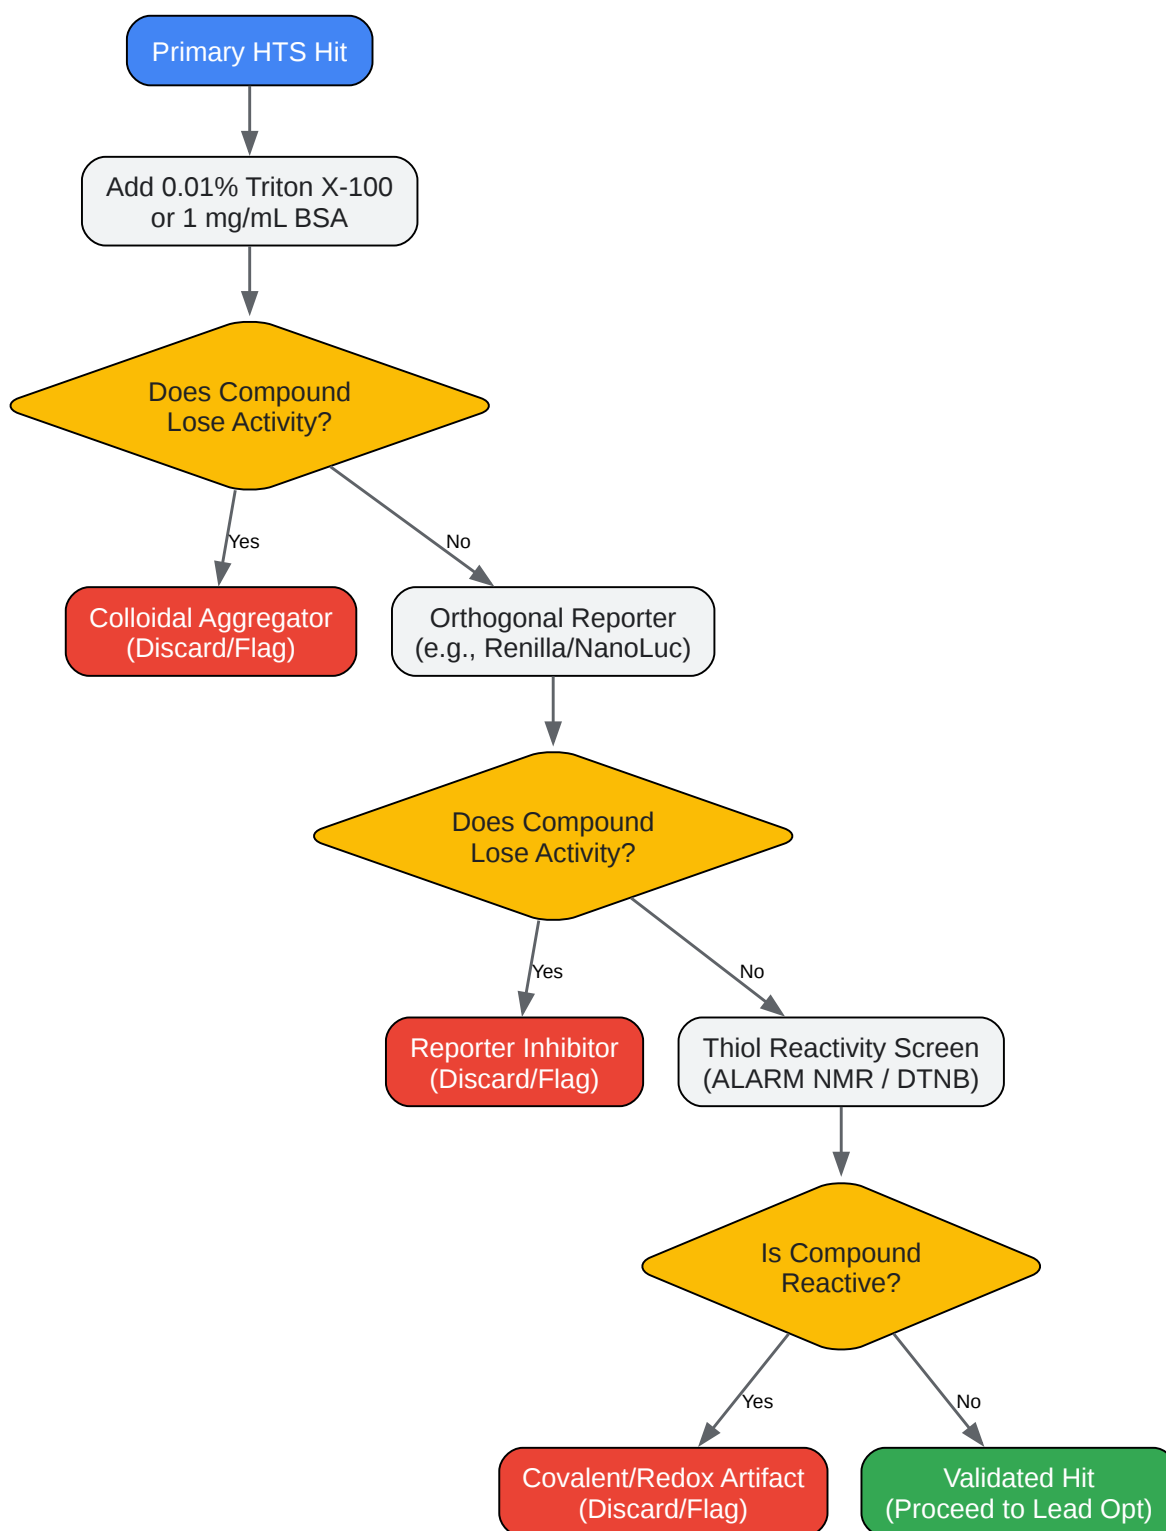 Primary HTS Hit
Add 0.01% Triton X-100
or 1 mg/mL BSA
Does Compound
Lose Activity?
Yes
No
Colloidal Aggregator
(Discard/Flag)
Orthogonal Reporter
(e.g., Renilla/NanoLuc)
Does Compound
Lose Activity?
Yes
No
Reporter Inhibitor
(Discard/Flag)
Thiol Reactivity Screen
(ALARM NMR / DTNB)
Is Compound
Reactive?
Yes
No
Covalent/Redox Artifact
(Discard/Flag)
Validated Hit
(Proceed to Lead Opt)